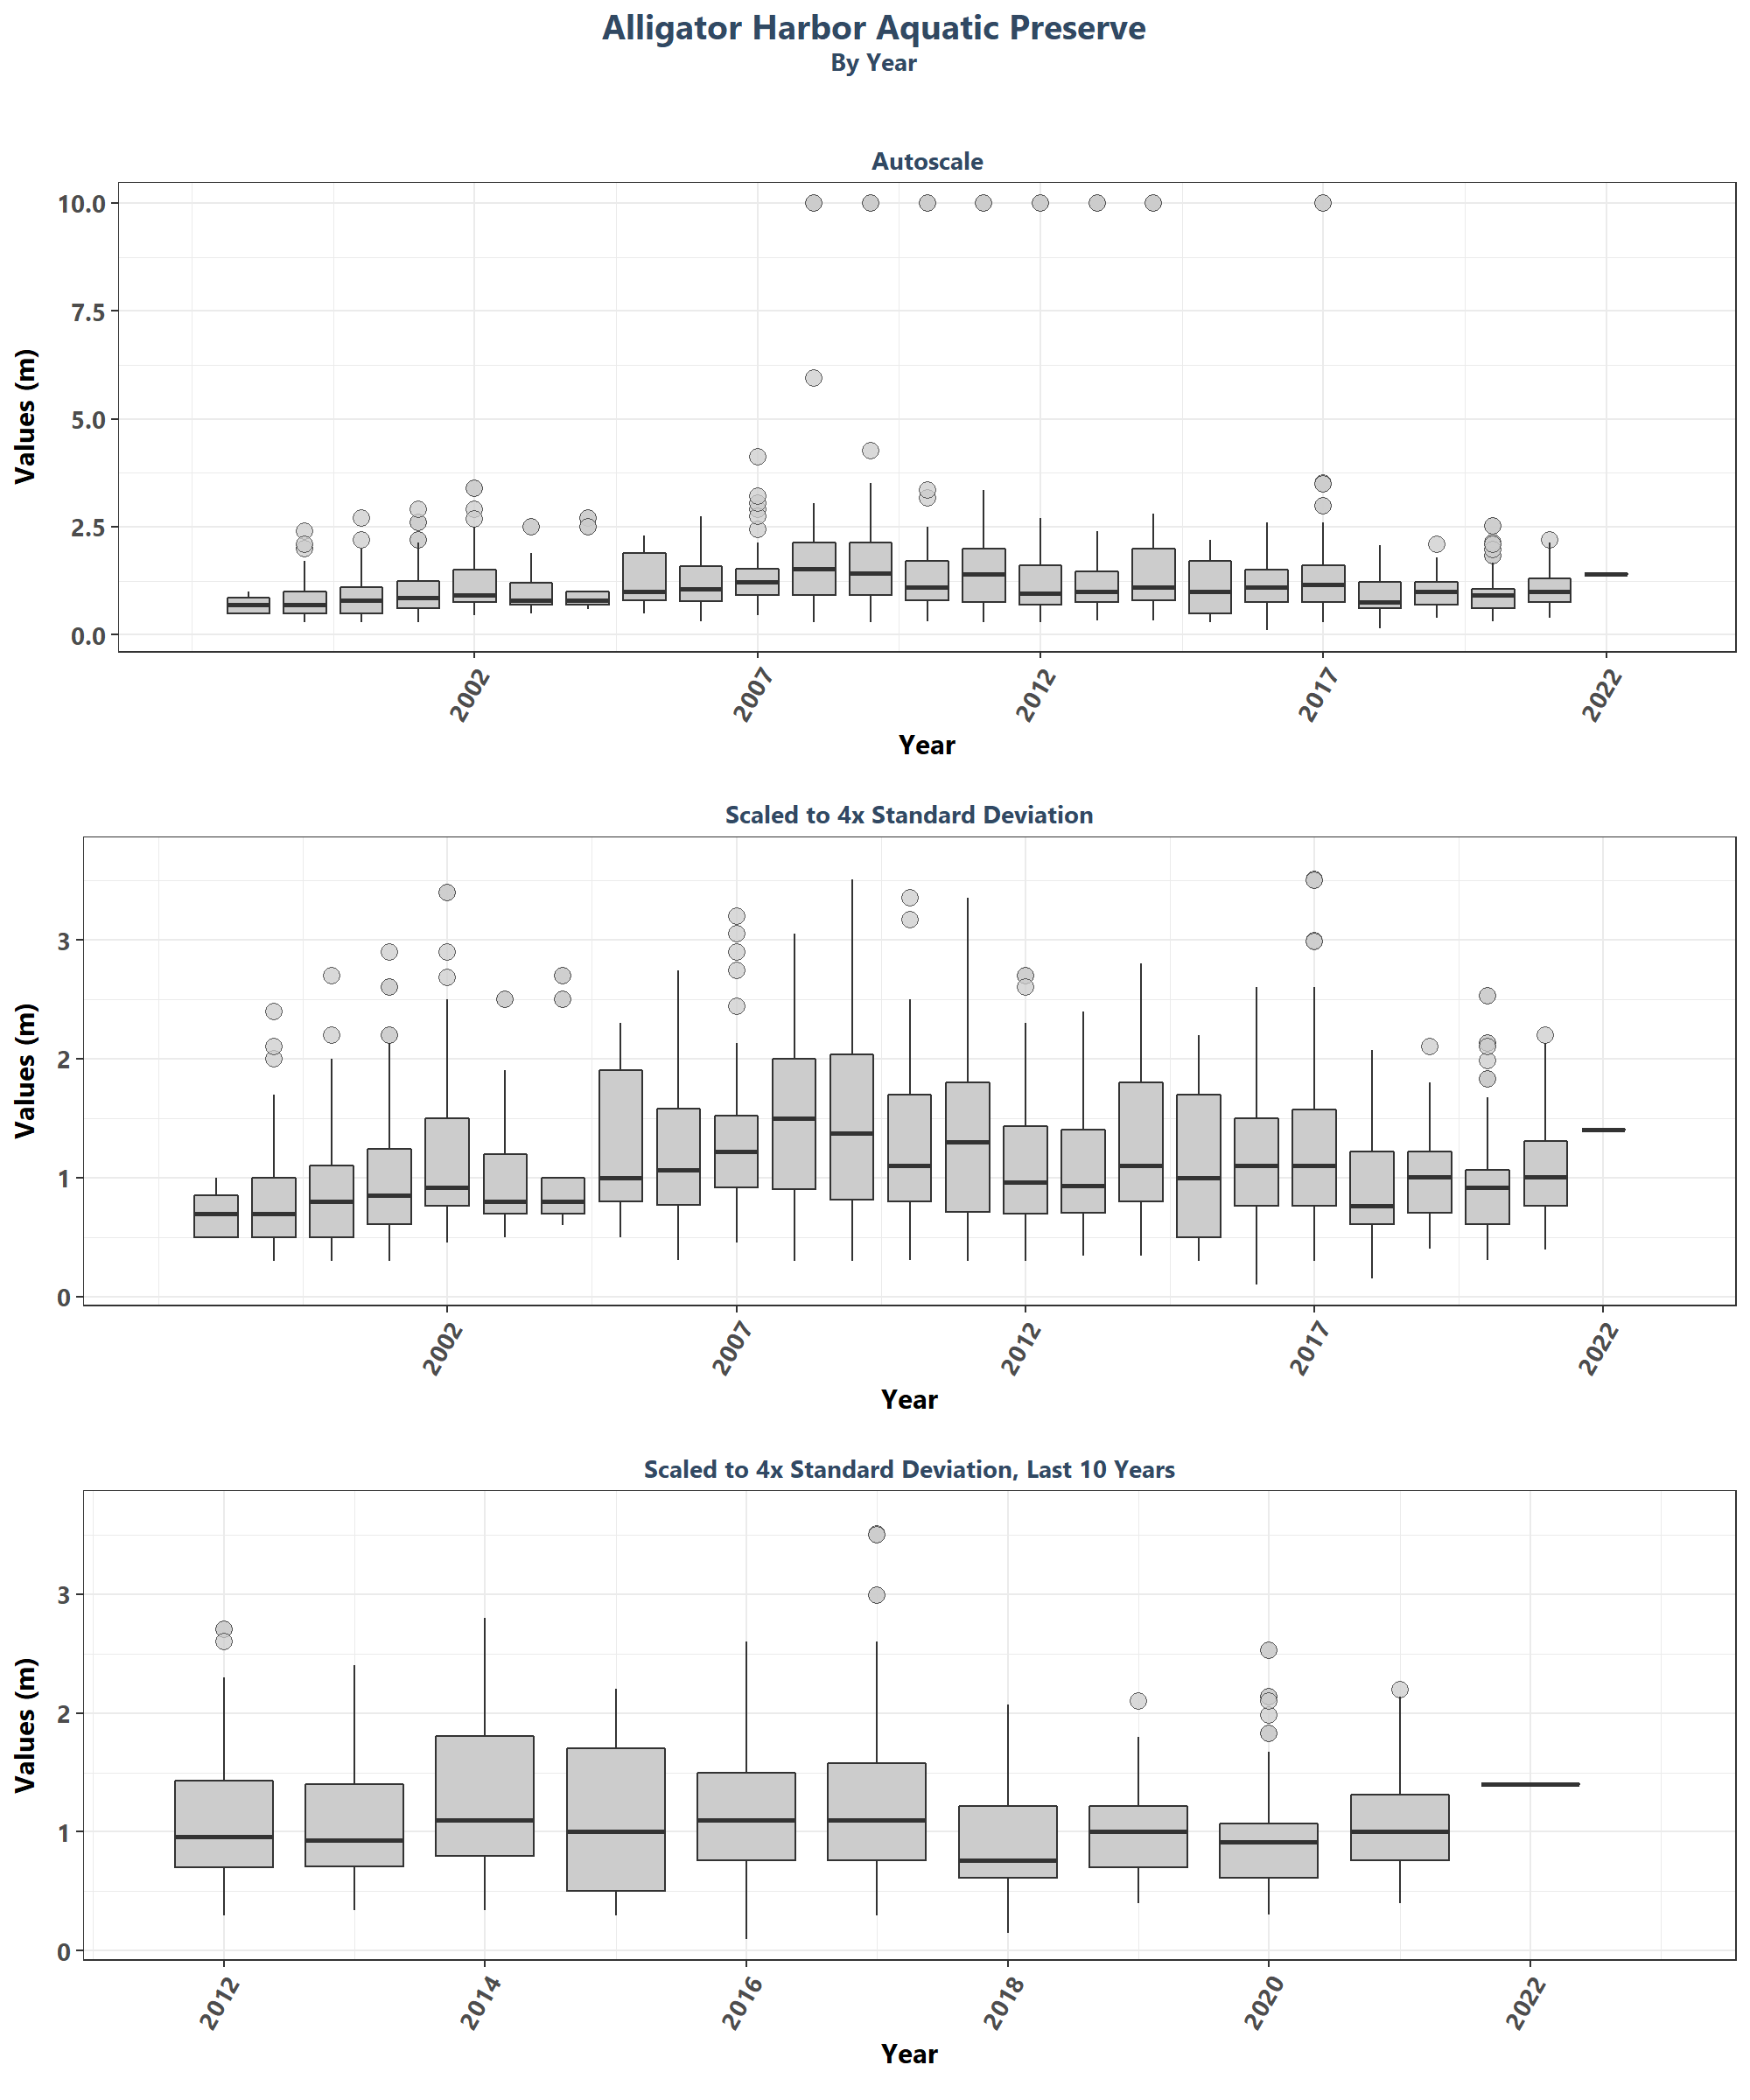 Alligator Harbor Aquatic Preserve
By Year
Autoscale
Values (m)
10.0
7.5
5.0
2.5
0.0
2002 2007 2012 2017 2022
Year
Scaled to 4x Standard Deviation
Values (m)
3
2
1
0
2002 2007 2012 2017 2022
Year
Scaled to 4x Standard Deviation, Last 10 Years
Values (m)
3
2
1
0
2012 2014 2016 2018 2020 2022
Year